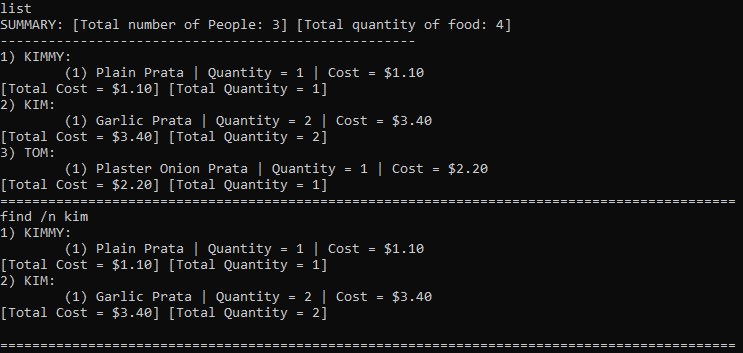 list
SUMMARY: [Total number of People: 3] [Total quantity of food: 4]
----------------------------------------------------
1) KIMMY:
        (1) Plain Prata | Quantity = 1 | Cost = $1.10
[Total Cost = $1.10] [Total Quantity = 1]
2) KIM:
        (1) Garlic Prata | Quantity = 2 | Cost = $3.40
[Total Cost = $3.40] [Total Quantity = 2]
3) TOM:
        (1) Plaster Onion Prata | Quantity = 1 | Cost = $2.20
[Total Cost = $2.20] [Total Quantity = 1]
============================================================================================
find /n kim
1) KIMMY:
        (1) Plain Prata | Quantity = 1 | Cost = $1.10
[Total Cost = $1.10] [Total Quantity = 1]
2) KIM:
        (1) Garlic Prata | Quantity = 2 | Cost = $3.40
[Total Cost = $3.40] [Total Quantity = 2]

============================================================================================